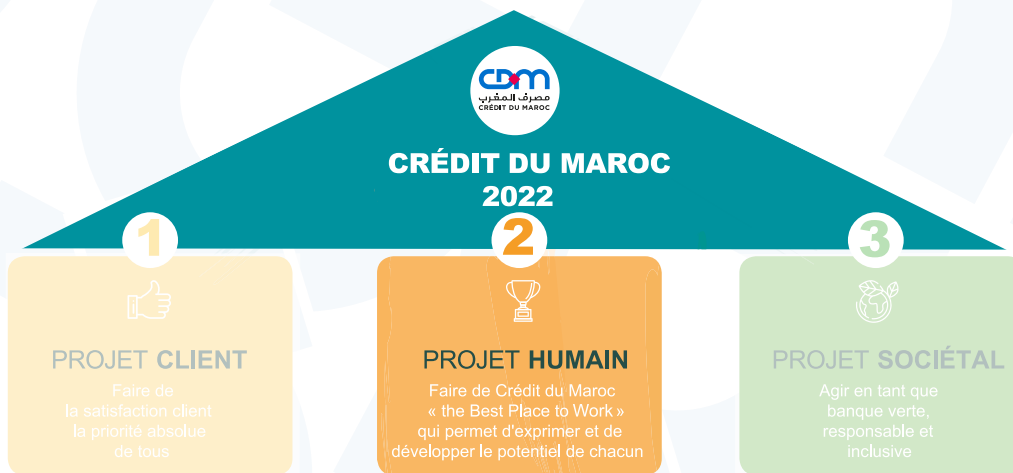 CDM
مصرف المغرب
CRÉDIT DU MAROC
CRÉDIT DU MAROC
2022
1
PROJET CLIENT
Faire de
la satisfaction client
la priorité absolue
de tous
2
PROJET HUMAIN
Faire de Crédit du Maroc
« the Best Place to Work »
qui permet d'exprimer et de
développer le potentiel de chacun
3
PROJET SOCIÉTAL
Agir en tant que
banque verte,
responsable et
inclusive